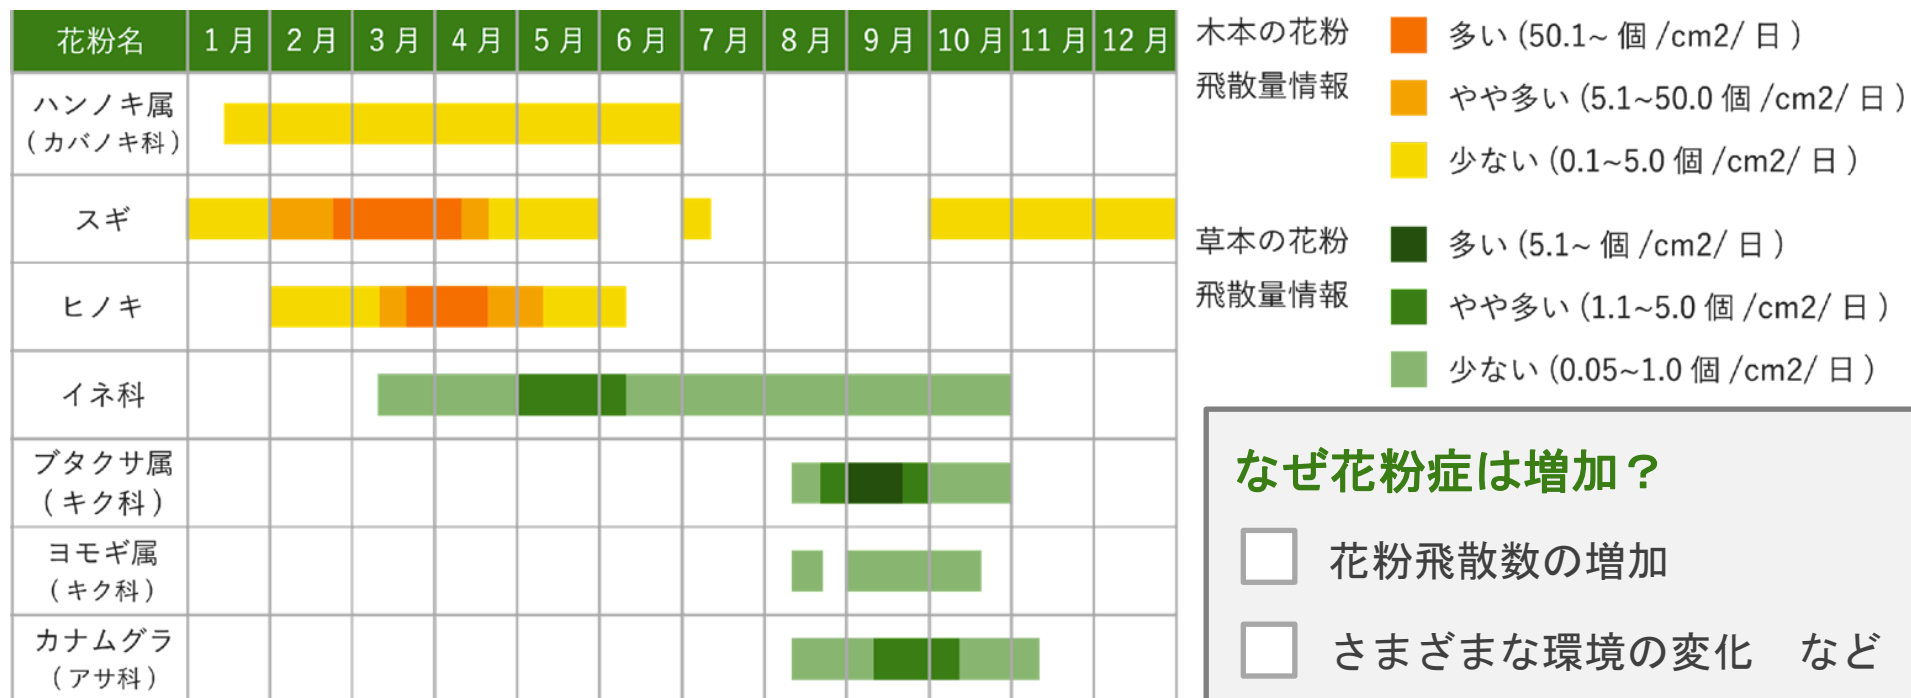 花粉名 1月 2月 3月 4月 5月 6月 7月 8月 9月 10月 11月 12月
ハンノキ属
(カバノキ科)
スギ
ヒノキ
イネ科
ブタクサ属
(キク科)
ヨモギ属
(キク科)
カナムグラ
(アサ科)
木本の花粉
飛散量情報
多い (50.1~ 個 /cm2/ 日 )
やや多い (5.1~50.0 個 /cm2/ 日 )
少ない (0.1~5.0 個 /cm2/ 日 )
草本の花粉
飛散量情報
多い (5.1~ 個 /cm2/ 日 )
やや多い (1.1~5.0 個 /cm2/ 日 )
少ない (0.05~1.0 個 /cm2/ 日 )
なぜ花粉症は増加？
花粉飛散数の増加
さまざまな環境の変化　など